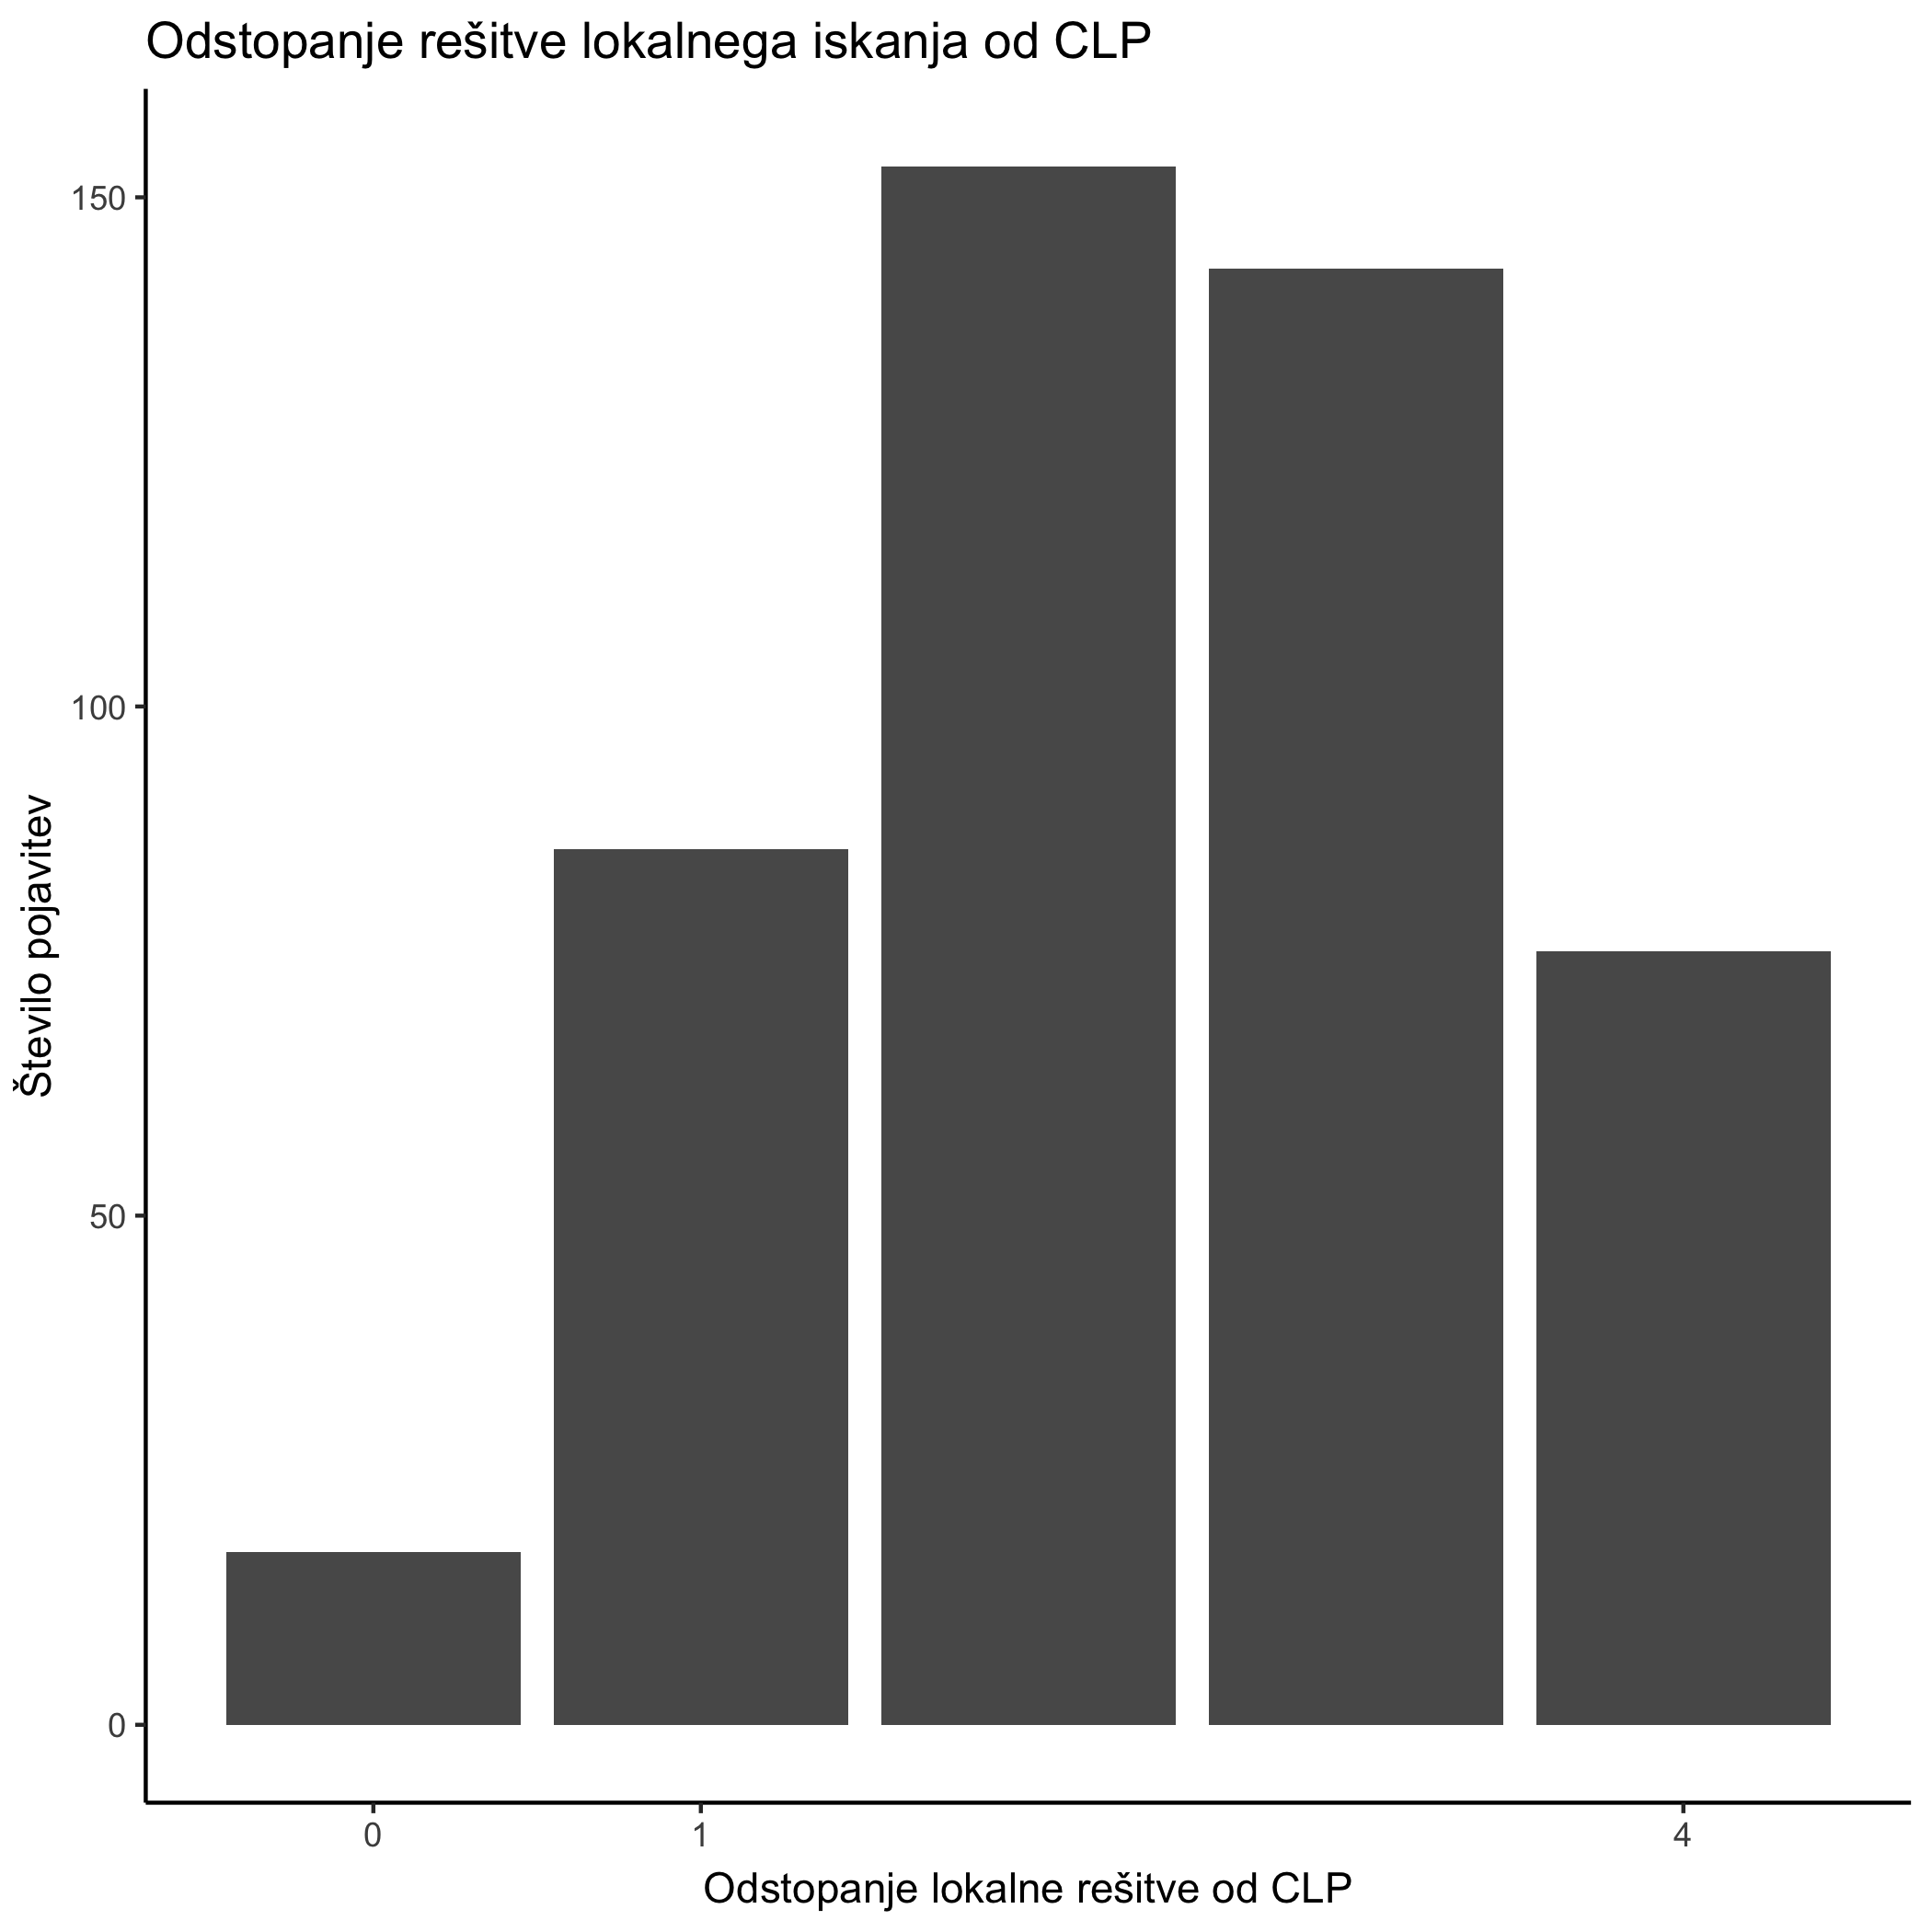 Odstopanje rešitve lokalnega iskanja od CLP
150
100
50
0
Število pojavitev
0 1 4
Odstopanje lokalne rešitve od CLP